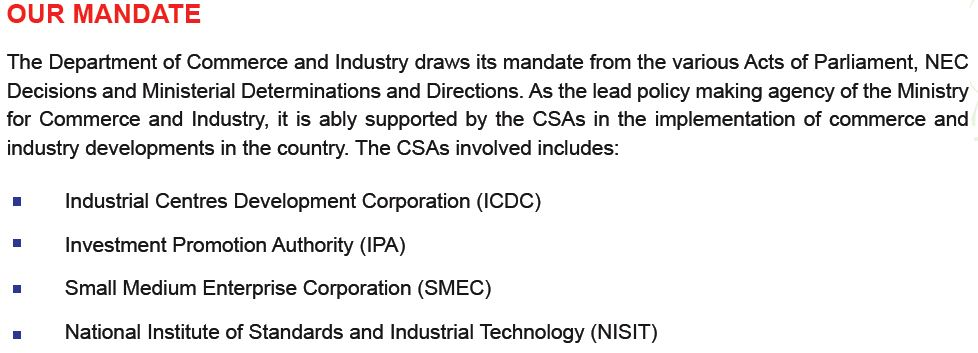 OUR MANDATE
The Department of Commerce and Industry draws its mandate from the various Acts of Parliament, NEC
Decisions and Ministerial Determinations and Directions. As the lead policy making agency of the Ministry
for Commerce and Industry, it is ably supported by the CSAs in the implementation of commerce and
industry developments in the country. The CSAs involved includes:
Industrial Centres Development Corporation (ICDC)
Investment Promotion Authority (IPA)
Small Medium Enterprise Corporation (SMEC)
National Institute of Standards and Industrial Technology (NISIT)